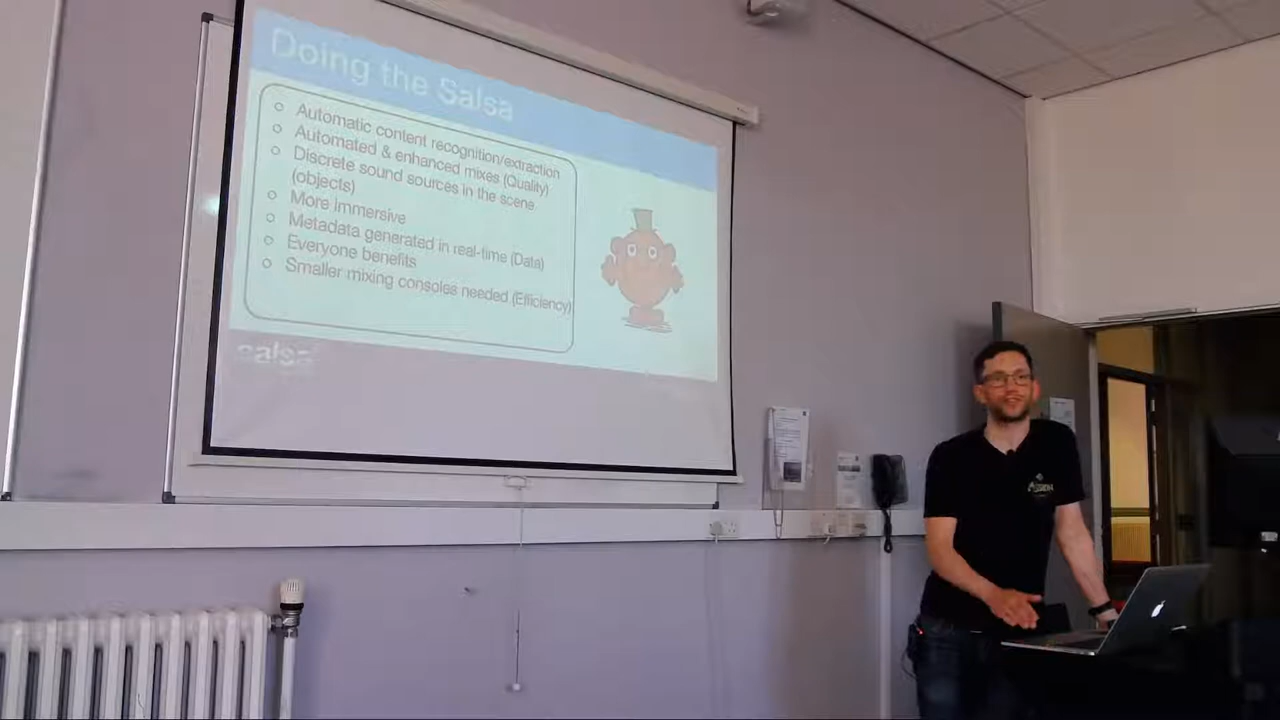 Doing the Salsa
Automatic content recognition/extraction
Automated & enhanced mixes (Quality)
Discrete sound sources in the scene
(objects)
More immersive
Metadata generated in real-time (Data)
Everyone benefits
Smaller mixing consoles needed (Efficiency)
salsa